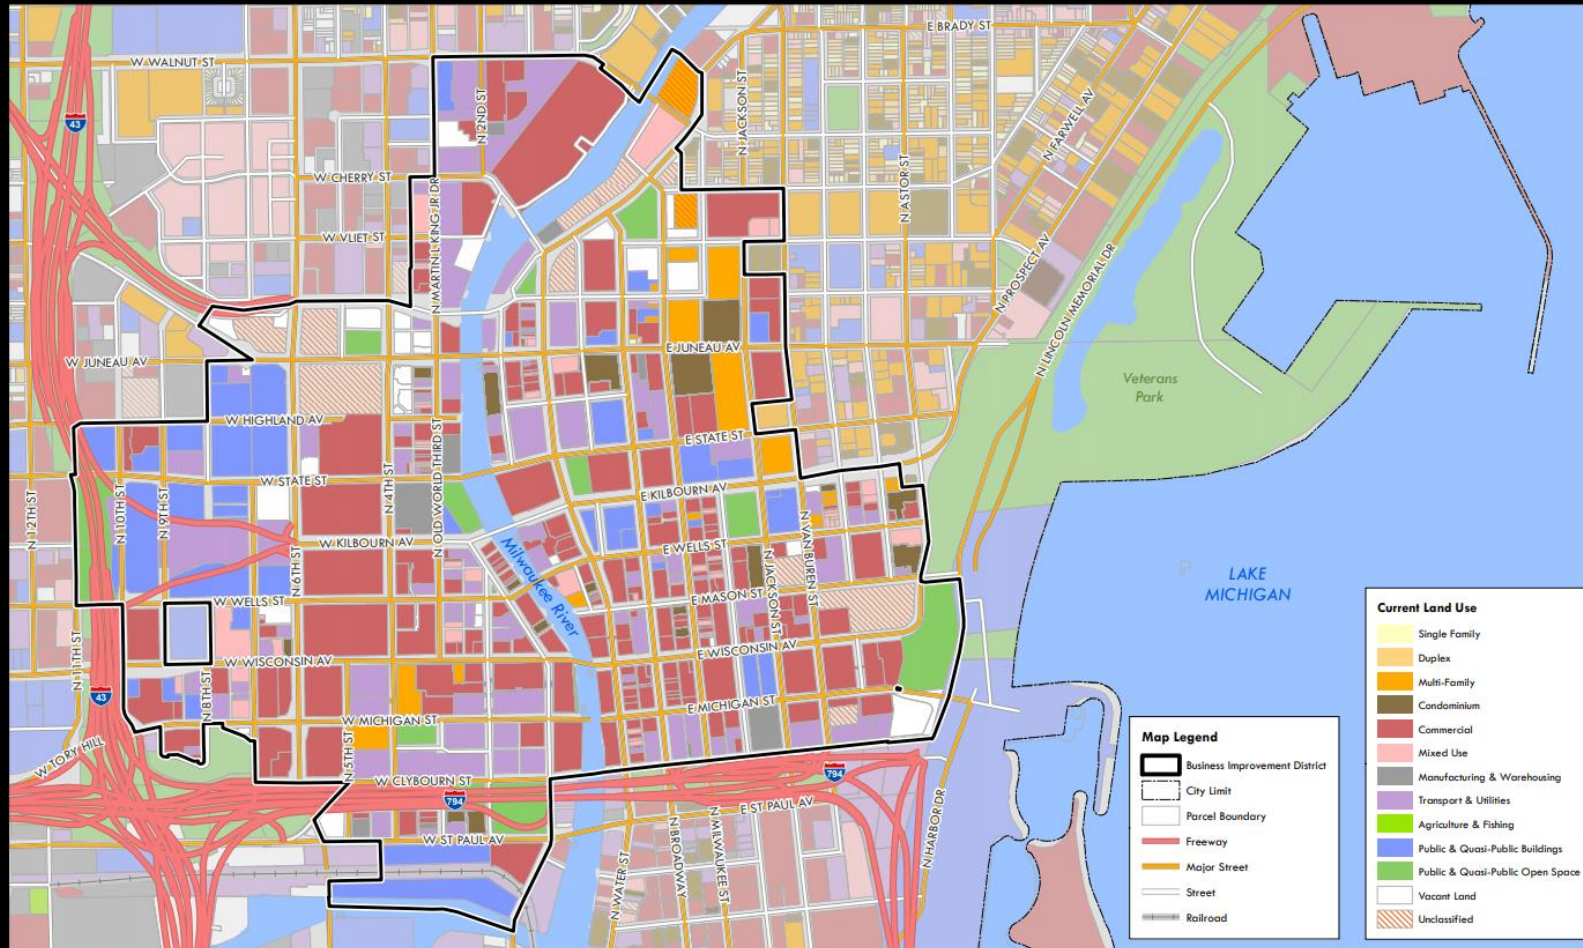 E BRADY ST
W WALNUT ST
43
N 2ND ST
N JACKSON ST
N FARWELL AV
W CHERRY ST
N MARTIN L KING JR DR
N ASTOR ST
W VLIET ST
N PROSPECT AV
N LINCOLN MEMORIAL DR
W JUNEAU AV
E JUNEAU AV
Veterans
Park
W HIGHLAND AV
E STATE ST
N OLD WORLD THIRD ST
W STATE ST
N 4TH ST
E KILBOURN AV
N 12TH ST
N 10TH ST
N 9TH ST
W KILBOURN AV
N 6TH ST
E WELLS ST
N VAN BUREN ST
N JACKSON ST
Milwaukee River
LAKE
MICHIGAN
W WELLS ST
E MASON ST
N 11TH ST
W WISCONSIN AV
E WISCONSIN AV
43
N 8TH ST
W MICHIGAN ST
E MICHIGAN ST
W TORY HILL
N 5TH ST
W CLYBOURN ST
794
794
E ST PAUL AV
W ST PAUL AV
N WATER ST
N BROADWAY
N MILWAUKEE ST
N HARBOR DR
Map Legend
Business Improvement District
City Limit
Parcel Boundary
Freeway
Major Street
Street
Railroad
Current Land Use
Single Family
Duplex
Multi-Family
Condominium
Commercial
Mixed Use
Manufacturing & Warehousing
Transport & Utilities
Agriculture & Fishing
Public & Quasi-Public Buildings
Public & Quasi-Public Open Space
Vacant Land
Unclassified